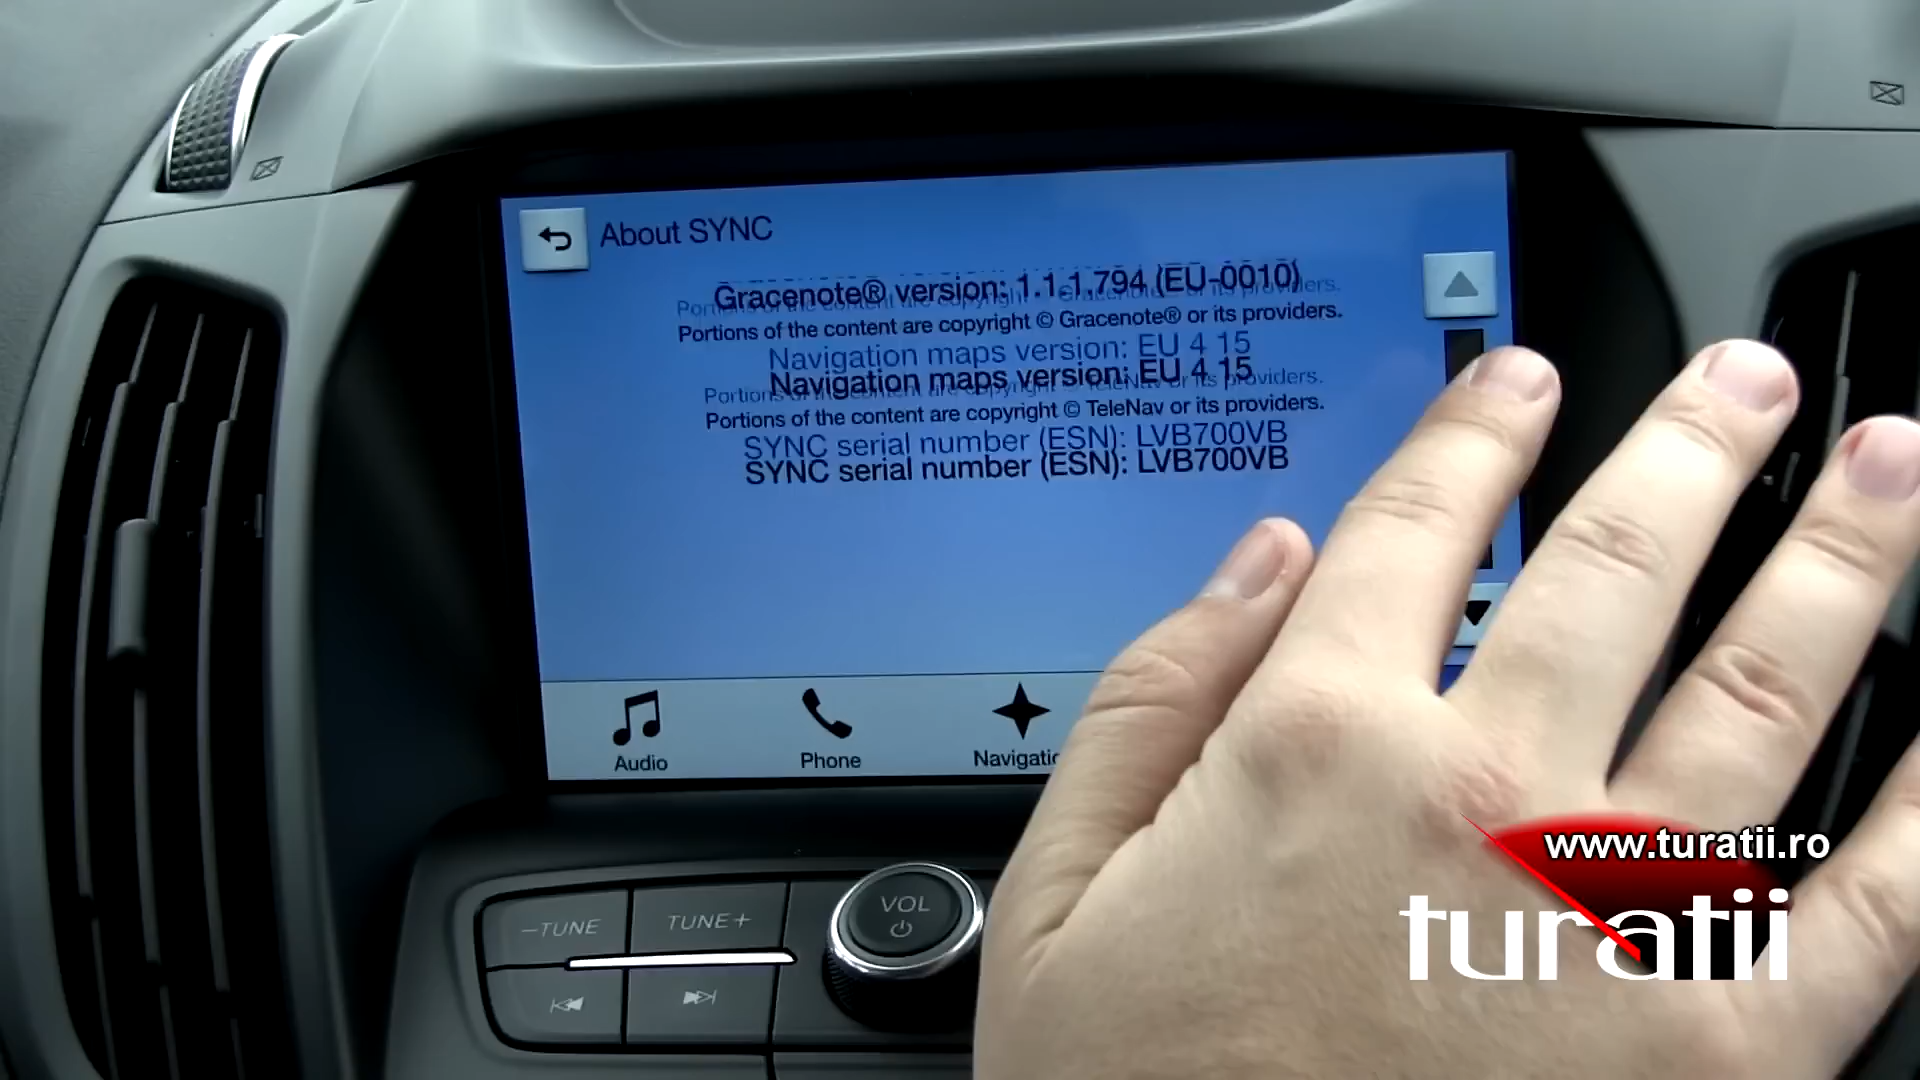 About SYNC
Gracenote® version: 1.1.1.794 (EU-0010)
Portions of the content are copyright © Gracenote® or its providers.
Navigation maps version: EU 4 15
Portions of the content are copyright © TeleNav or its providers.
SYNC serial number (ESN): LVB700VB
Audio
Phone
Navigatio
VOL
-TUNE
TUNE+
www.turatii.ro
turatii